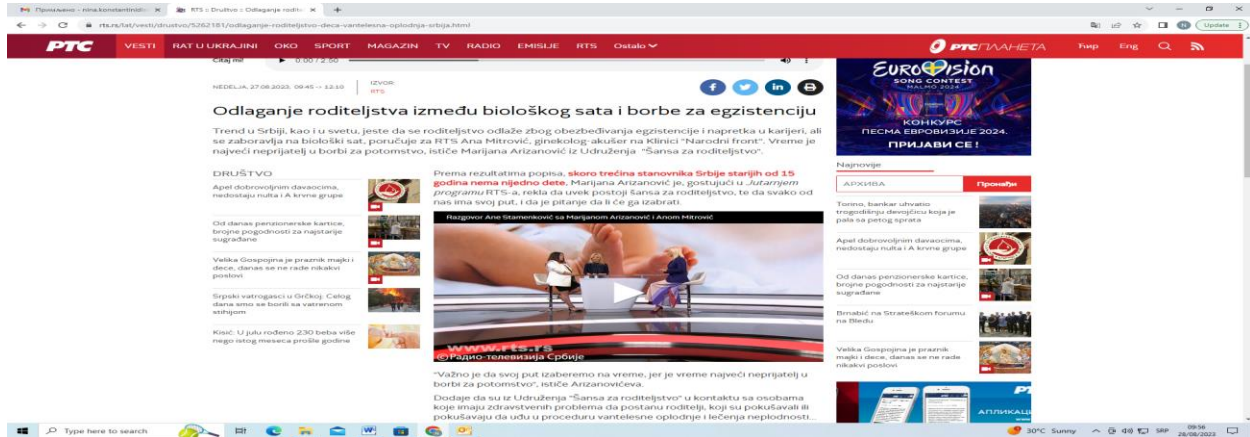 Примљено - nina.konstantinidis
RTS :: Društvo :: Odlaganje rodite
rts.rs/lat/vesti/drustvo/5262181/odlaganje-roditeljstvo-deca-vantelesna-oplodnja-srbija.html
Update
РТС VESTI RAT U UKRAJINI OKO SPORT MAGAZIN TV RADIO EMISIJE RTS Ostalo РТС ПЛАНЕТА Ћир Eng
Čitaj mi! 0:00 / 2:50
NEDELJA, 27.08.2023, 09:45 -> 12:10
IZVOR:
RTS
Odlaganje roditeljstva između biološkog sata i borbe za egzistenciju
Trend u Srbiji, kao i u svetu, jeste da se roditeljstvo odlaže zbog obezbeđivanja egzistencije i napretka u karijeri, ali
se zaboravlja na biološki sat, poručuje za RTS Ana Mitrović, ginekolog-akušer na Klinici "Narodni front". Vreme je
najveći neprijatelj u borbi za potomstvo, ističe Marijana Arizanović iz Udruženja "Šansa za roditeljstvo".
DRUŠTVO
Apel dobrovoljnim davaocima,
nedostaju nulta i A krvne grupe
Od danas penzionerske kartice,
brojne pogodnosti za najstarije
sugrađane
Velika Gospojina je praznik majki i
dece, danas se ne rade nikakvi
poslovi
Srpski vatrogasci u Grčkoj: Celog
dana smo se borili sa vatrenom
stihijom
Kisić: U julu rođeno 230 beba više
nego istog meseca prošle godine
Prema rezultatima popisa, skoro trećina stanovnika Srbije starijih od 15
godina nema nijedno dete, Marijana Arizanović je, gostujući u Jutarnjem
programu RTS-a, rekla da uvek postoji šansa za roditeljstvo, te da svako od
nas ima svoj put, i da je pitanje da li će ga izabrati.
Razgovor Ane Stamenković sa Marijanom Arizanović i Anom Mitrović
www.rts.rs
© Радио-телевизија Србије
"Važno je da svoj put izaberemo na vreme, jer je vreme najveći neprijatelj u
borbi za potomstvo", ističe Arizanovićeva.
Dodaje da su iz Udruženja "Šansa za roditeljstvo" u kontaktu sa osobama
koje imaju zdravstvenih problema da postanu roditelji, koji su pokušavali ili
pokušavaju da uđu u proceduru vantelesne oplodnje i lečenja neplodnosti...
EUROVISION
SONG CONTEST
MALMÖ 2024
КОНКУРС
ПЕСМА ЕВРОВИЗИЈЕ 2024.
ПРИЈАВИ СЕ !
Najnovije
АРХИВА Пронађи
Torino, bankar uhvatio
trogodišnju devojčicu koja je
pala sa petog sprata
Apel dobrovoljnim davaocima,
nedostaju nulta i A krvne grupe
Od danas penzionerske kartice,
brojne pogodnosti za najstarije
sugrađane
Brnabić na Strateškom forumu
na Bledu
Velika Gospojina je praznik
majki i dece, danas se ne rade
nikakvi poslovi
Type here to search
30°C Sunny SRP 09:56
28/08/2023